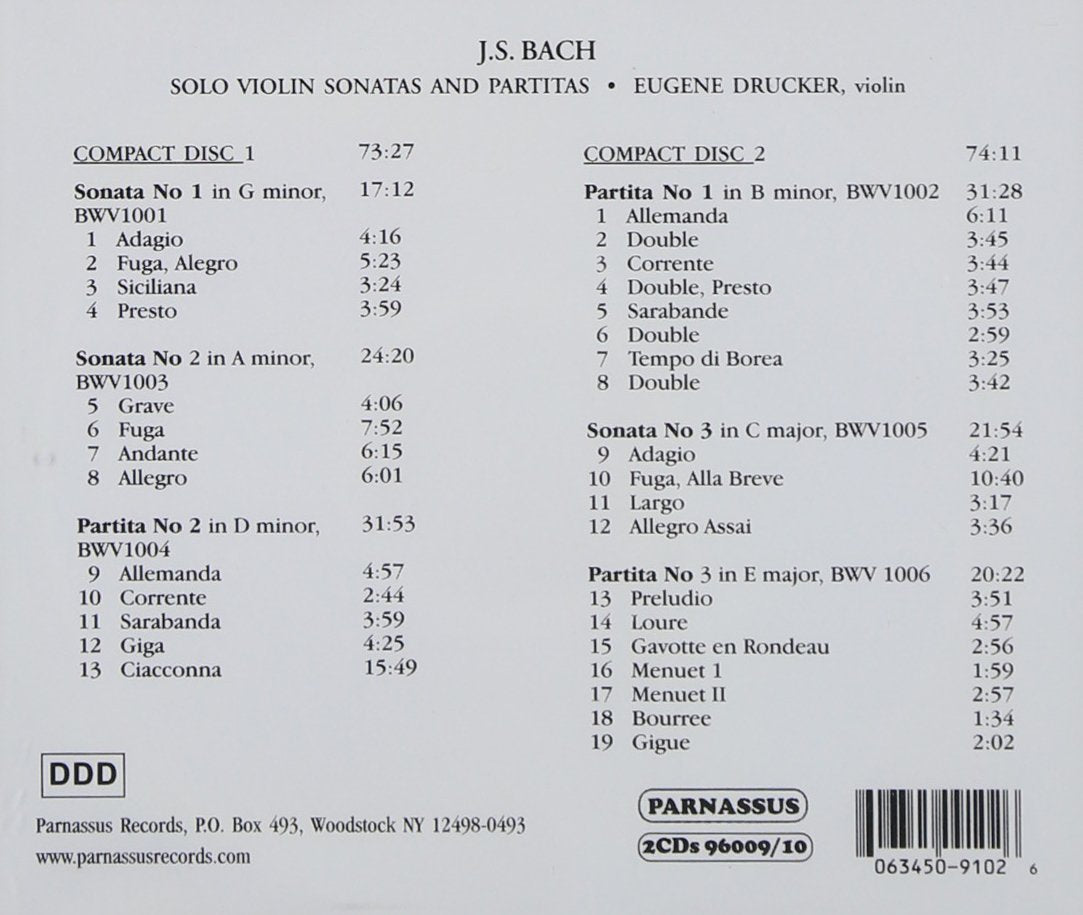 J.S. BACH
SOLO VIOLIN SONATAS AND PARTITAS • EUGENE DRUCKER, violin
COMPACT DISC 1 73:27
Sonata No 1 in G minor, 17:12
BWV1001
1 Adagio 4:16
2 Fuga, Alegro 5:23
3 Siciliana 3:24
4 Presto 3:59
Sonata No 2 in A minor, 24:20
BWV1003
5 Grave 4:06
6 Fuga 7:52
7 Andante 6:15
8 Allegro 6:01
Partita No 2 in D minor, 31:53
BWV1004
9 Allemanda 4:57
10 Corrente 2:44
11 Sarabanda 3:59
12 Giga 4:25
13 Ciacconna 15:49
COMPACT DISC 2 74:11
Partita No 1 in B minor, BWV1002 31:28
1 Allemanda 6:11
2 Double 3:45
3 Corrente 3:44
4 Double, Presto 3:47
5 Sarabande 3:53
6 Double 2:59
7 Tempo di Borea 3:25
8 Double 3:42
Sonata No 3 in C major, BWV1005 21:54
9 Adagio 4:21
10 Fuga, Alla Breve 10:40
11 Largo 3:17
12 Allegro Assai 3:36
Partita No 3 in E major, BWV 1006 20:22
13 Preludio 3:51
14 Loure 4:57
15 Gavotte en Rondeau 2:56
16 Menuet 1 1:59
17 Menuet II 2:57
18 Bourree 1:34
19 Gigue 2:02
DDD
Parnassus Records, P.O. Box 493, Woodstock NY 12498-0493
www.parnassusrecords.com
PARNASSUS
2CDs 96009/10
063450-9102 6